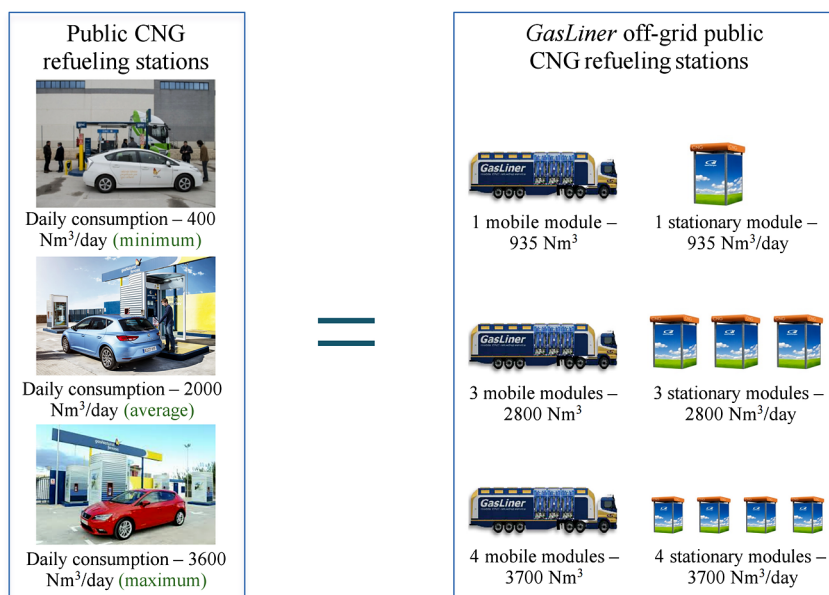 Public CNG
refueling stations
Daily consumption – 400
Nm³/day (minimum)
Daily consumption – 2000
Nm³/day (average)
Daily consumption – 3600
Nm³/day (maximum)
=
GasLiner off-grid public
CNG refueling stations
GasLiner
1 mobile module –
935 Nm³
1 stationary module –
935 Nm³/day
GasLiner
3 mobile modules –
2800 Nm³
3 stationary modules –
2800 Nm³/day
GasLiner
4 mobile modules –
3700 Nm³
4 stationary modules –
3700 Nm³/day